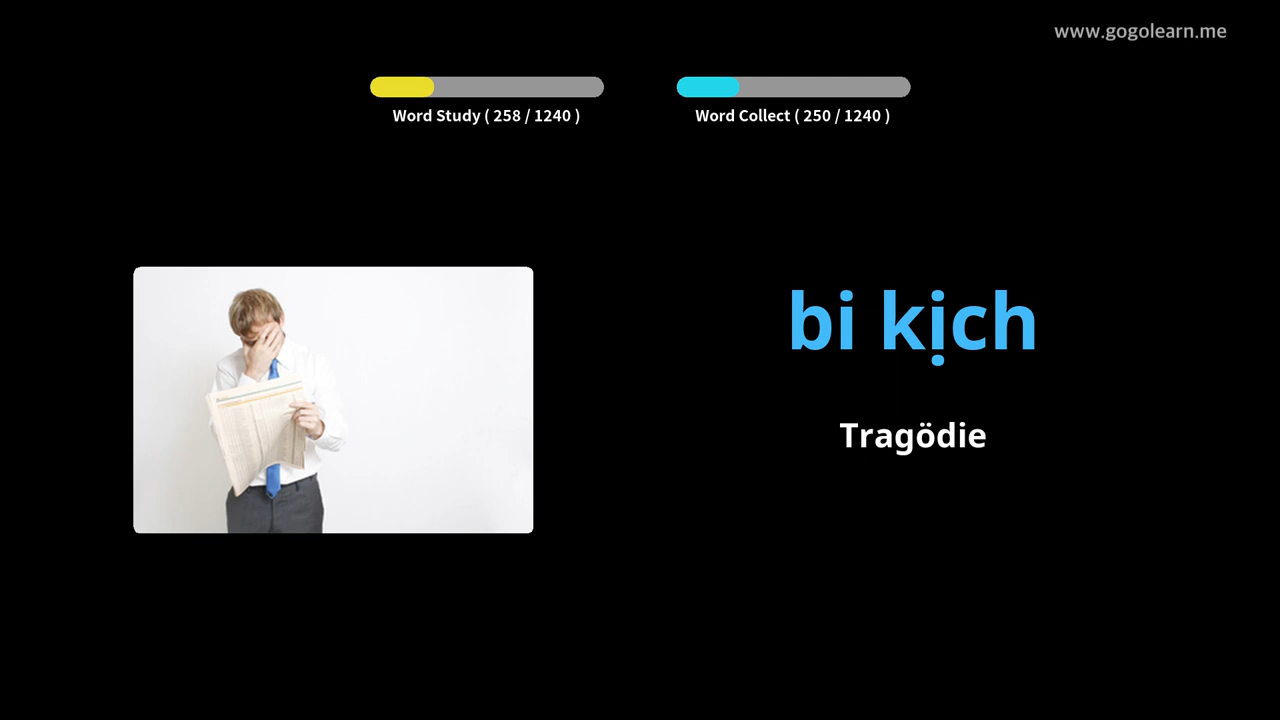 www.gogolearn.me
Word Study ( 258 / 1240 )
Word Collect ( 250 / 1240 )
bi kịch
Tragödie